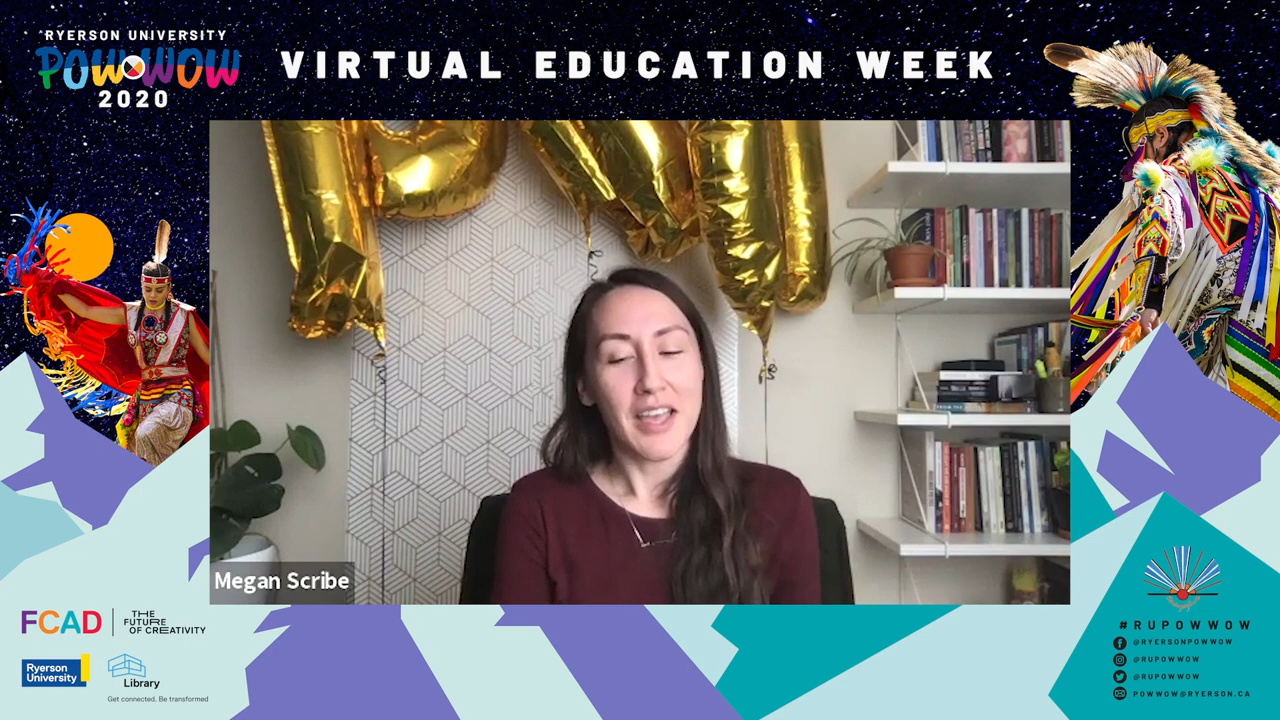 RYERSON UNIVERSITY
POWWOW
2020
VIRTUAL EDUCATION WEEK
Megan Scribe
FCAD
THE
FUTURE
OF CREATIVITY
Ryerson
University
Library
Get connected. Be transformed
#RUPOWWOW
@RYERSONPOWWOW
@RUPOWWOW
@RUPOWWOW
POWWOW@RYERSON.CA